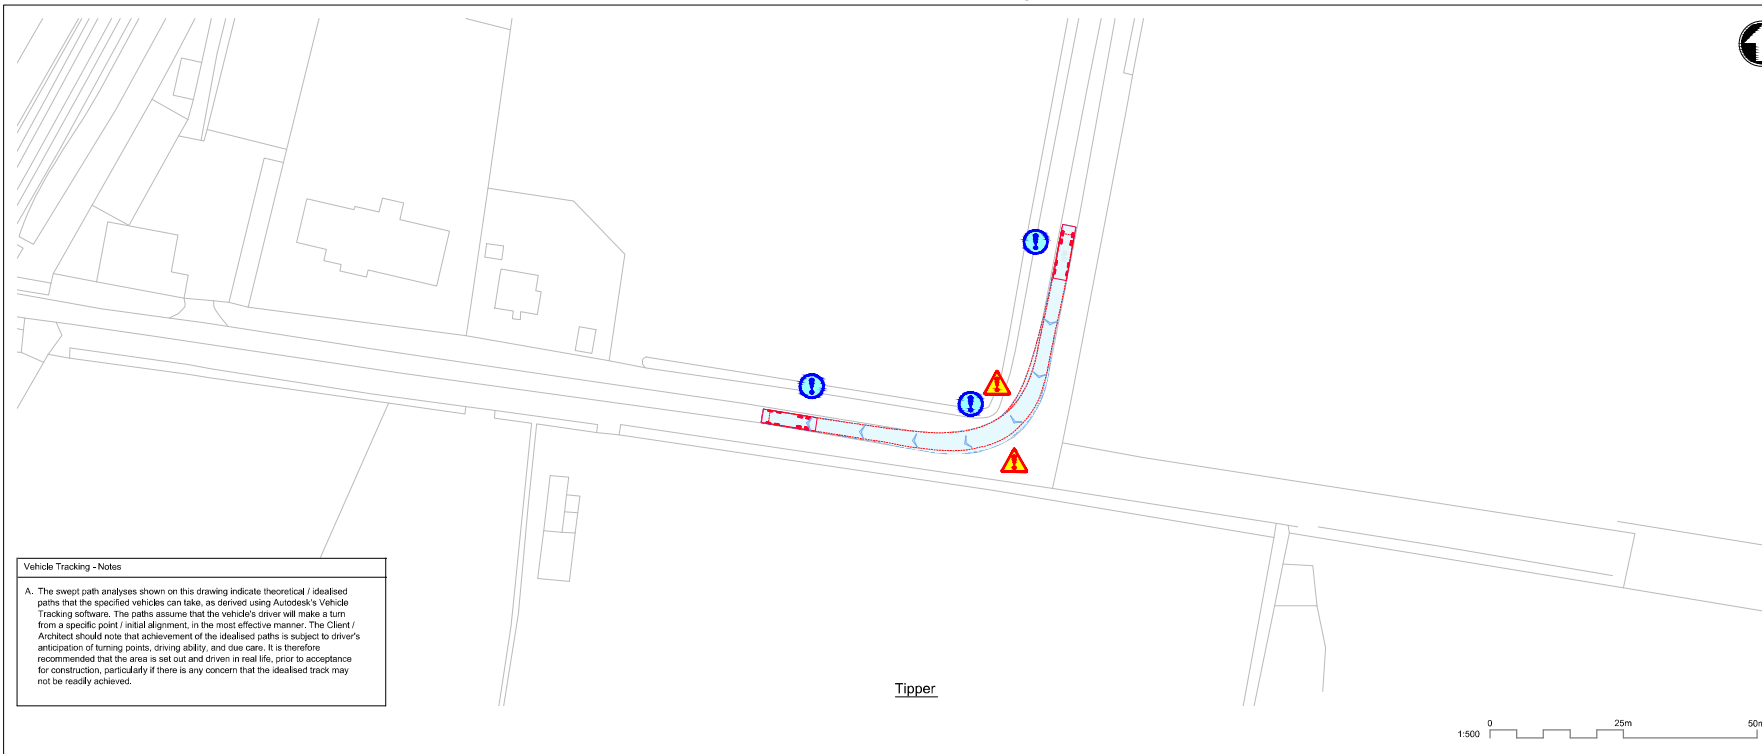 Vehicle Tracking - Notes
A. The swept path analyses shown on this drawing indicate theoretical / idealised
paths that the specified vehicles can take, as derived using Autodesk's Vehicle
Tracking software. The paths assume that the vehicle's driver will make a turn
from a specific point / initial alignment, in the most effective manner. The Client /
Architect should note that achievement of the idealised paths is subject to driver's
anticipation of turning points, driving ability, and due care. It is therefore
recommended that the area is set out and driven in real life, prior to acceptance
for construction, particularly if there is any concern that the idealised track may
not be readily achieved.
Tipper
0 25m 50m
1:500